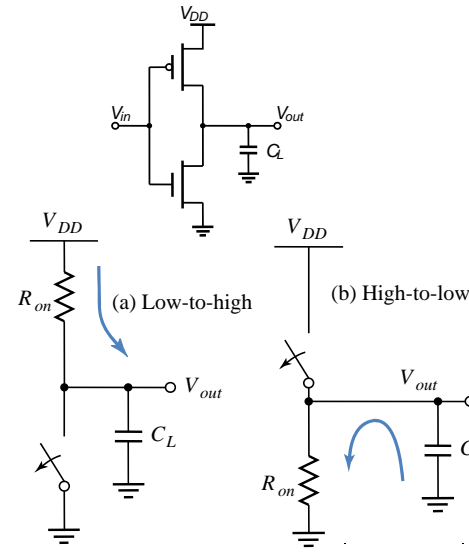 VDD
Vin
Vout
CL
VDD
Ron
(a) Low-to-high
Vout
CL
VDD
(b) High-to-low
Vout
C
Ron